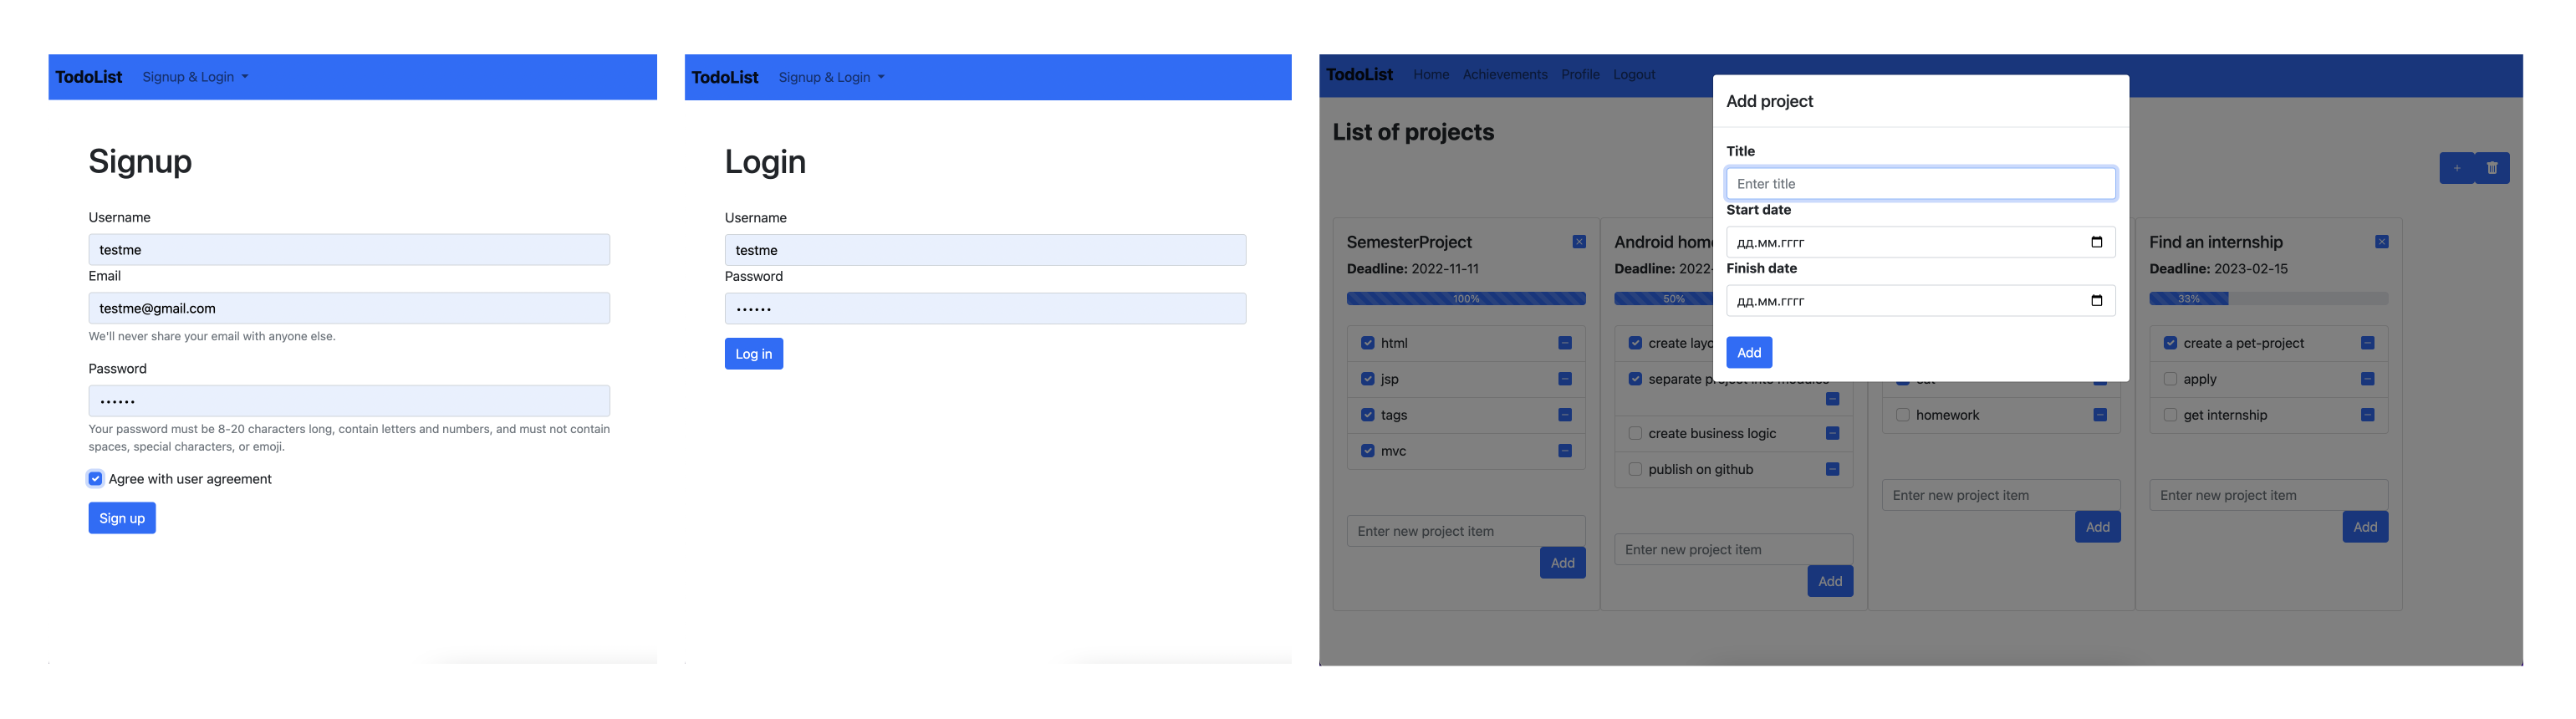 TodoList Signup & Login
Signup
Username
testme
Email
testme@gmail.com
We'll never share your email with anyone else.
Password
••••••
Your password must be 8-20 characters long, contain letters and numbers, and must not contain
spaces, special characters, or emoji.
Agree with user agreement
Sign up
TodoList Signup & Login
Login
Username
testme
Password
••••••
Log in
TodoList Home Achievements Profile Logout
List of projects
+
Add project
Title
Enter title
Start date
дд.мм.гггг
Finish date
дд.мм.гггг
Add
SemesterProject
Deadline: 2022-11-11
100%
html
jsp
tags
mvc
Enter new project item
Add
Android
Deadline:
50%
create
separate
create business logic
publish on github
Enter new project item
Add
homework
Enter new project item
Add
Find an internship
Deadline: 2023-02-15
33%
create a pet-project
apply
get internship
Enter new project item
Add